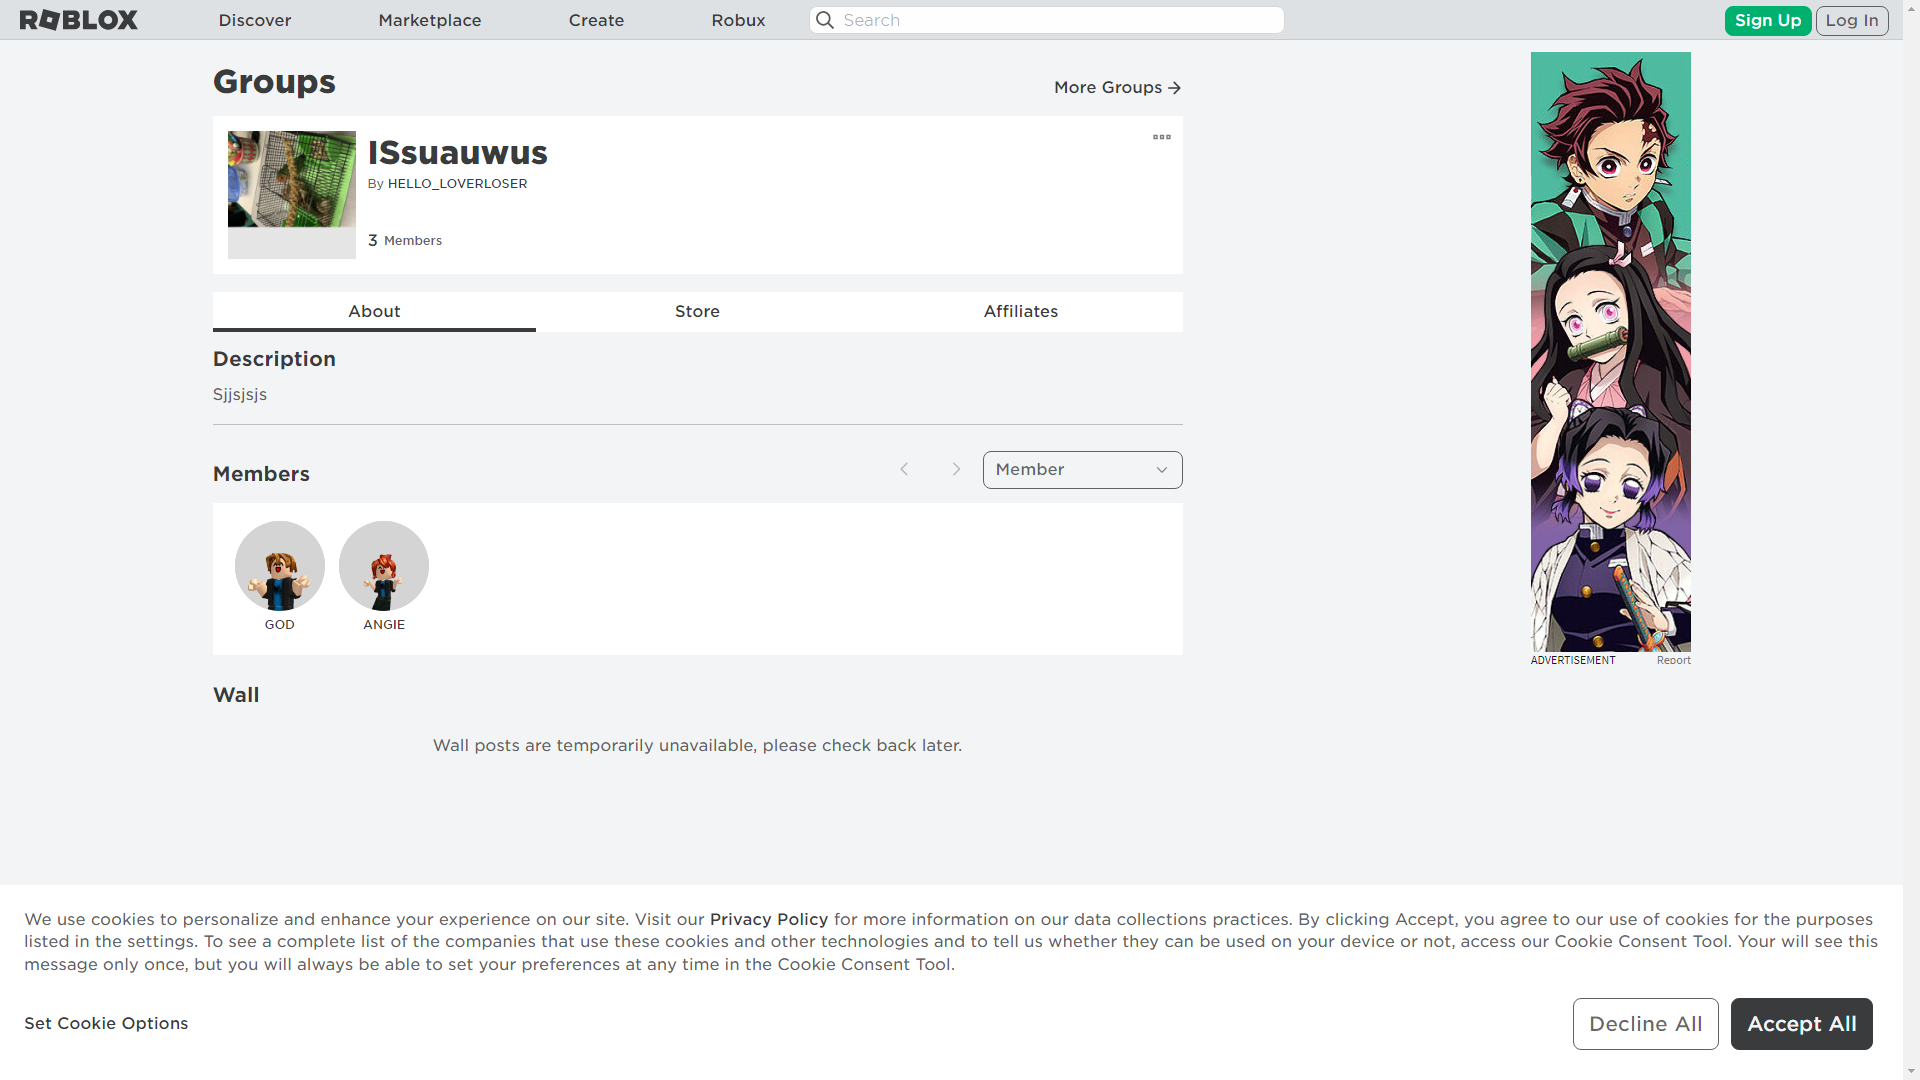 ROBLOX
Discover
Marketplace
Create
Robux
Search
Sign Up
Log In
Groups
More Groups
ISsuauwus
By HELLO_LOVERLOSER
3 Members
About
Store
Affiliates
Description
Sjjsjsjs
Members
Member
GOD
ANGIE
Wall
Wall posts are temporarily unavailable, please check back later.
ADVERTISEMENT
Report
We use cookies to personalize and enhance your experience on our site. Visit our Privacy Policy for more information on our data collections practices. By clicking Accept, you agree to our use of cookies for the purposes
listed in the settings. To see a complete list of the companies that use these cookies and other technologies and to tell us whether they can be used on your device or not, access our Cookie Consent Tool. Your will see this
message only once, but you will always be able to set your preferences at any time in the Cookie Consent Tool.
Set Cookie Options
Decline All
Accept All